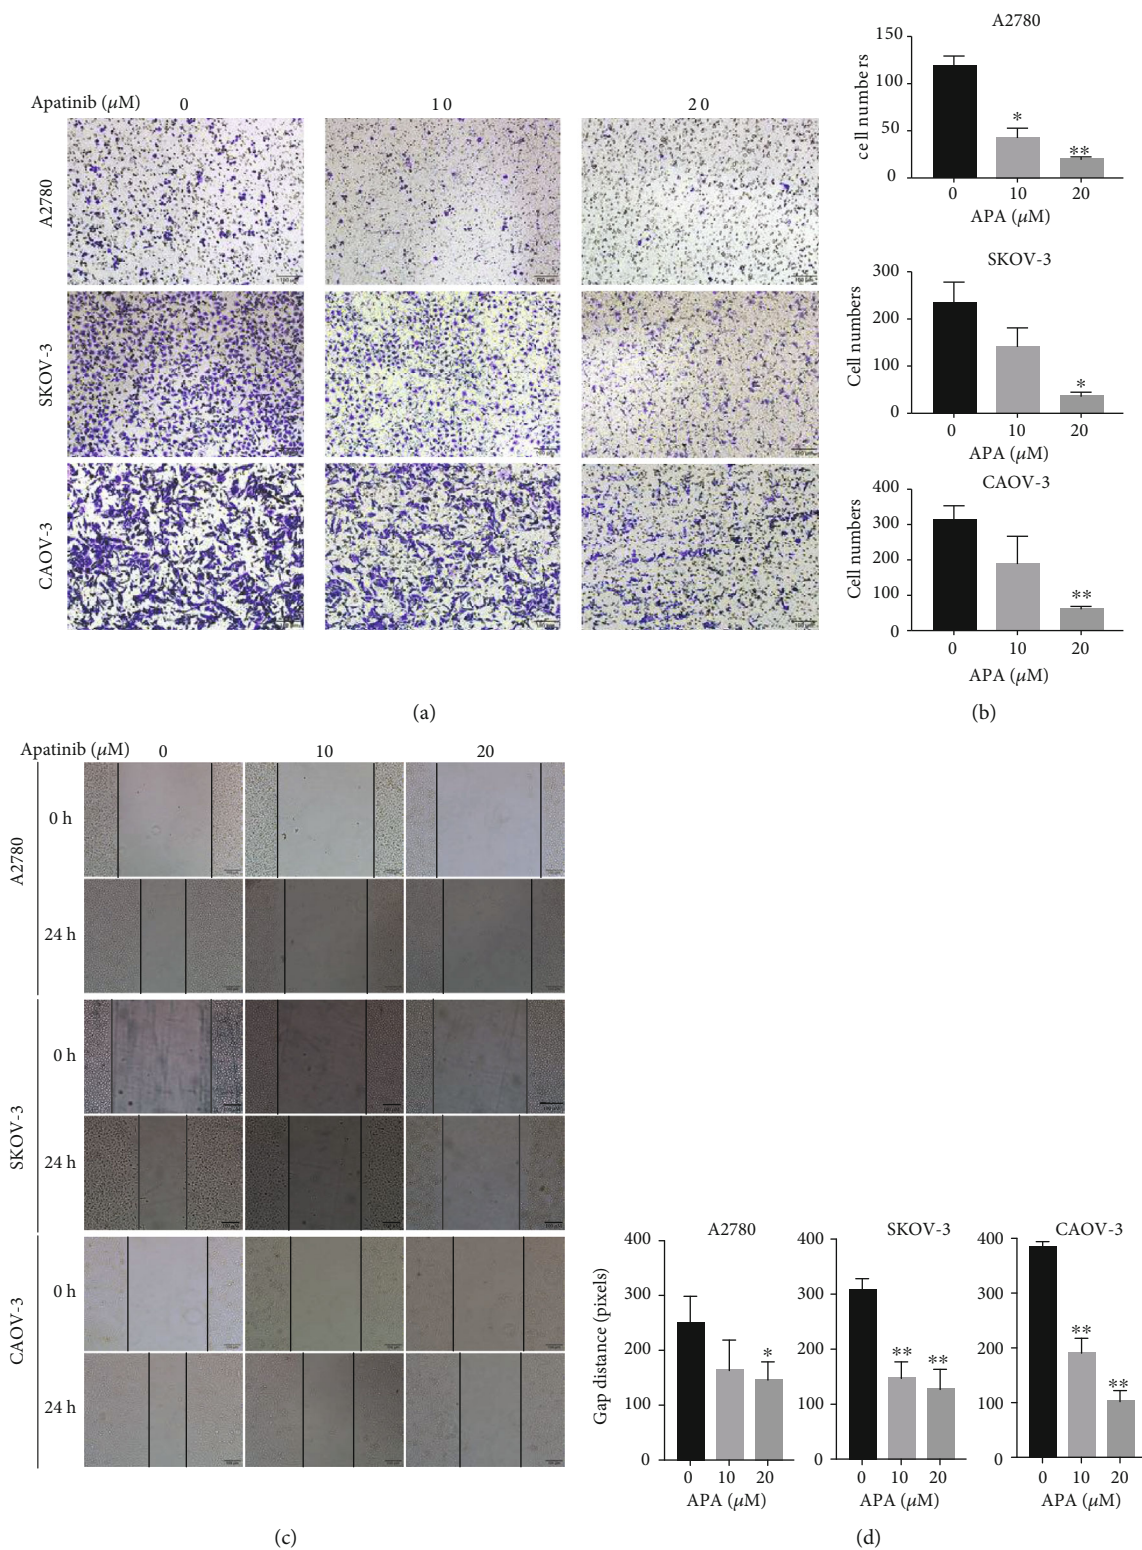 Apatinib (μM) 0 10 20
A2780
SKOV-3
CAOV-3
(a)
A2780
cell numbers
150
100
50
0
* **
0 10 20
APA (μM)
SKOV-3
Cell numbers
300
200
100
0
*
0 10 20
APA (μM)
CAOV-3
Cell numbers
400
300
200
100
0
**
0 10 20
APA (μM)
(b)
Apatinib (μM) 0 10 20
A2780
0 h
24 h
SKOV-3
0 h
24 h
CAOV-3
0 h
24 h
(c)
A2780
Gap distance (pixels)
400
300
200
100
0
*
0 10 20
APA (μM)
SKOV-3
400
300
200
100
0
** **
0 10 20
APA (μM)
CAOV-3
400
300
200
100
0
** **
0 10 20
APA (μM)
(d)